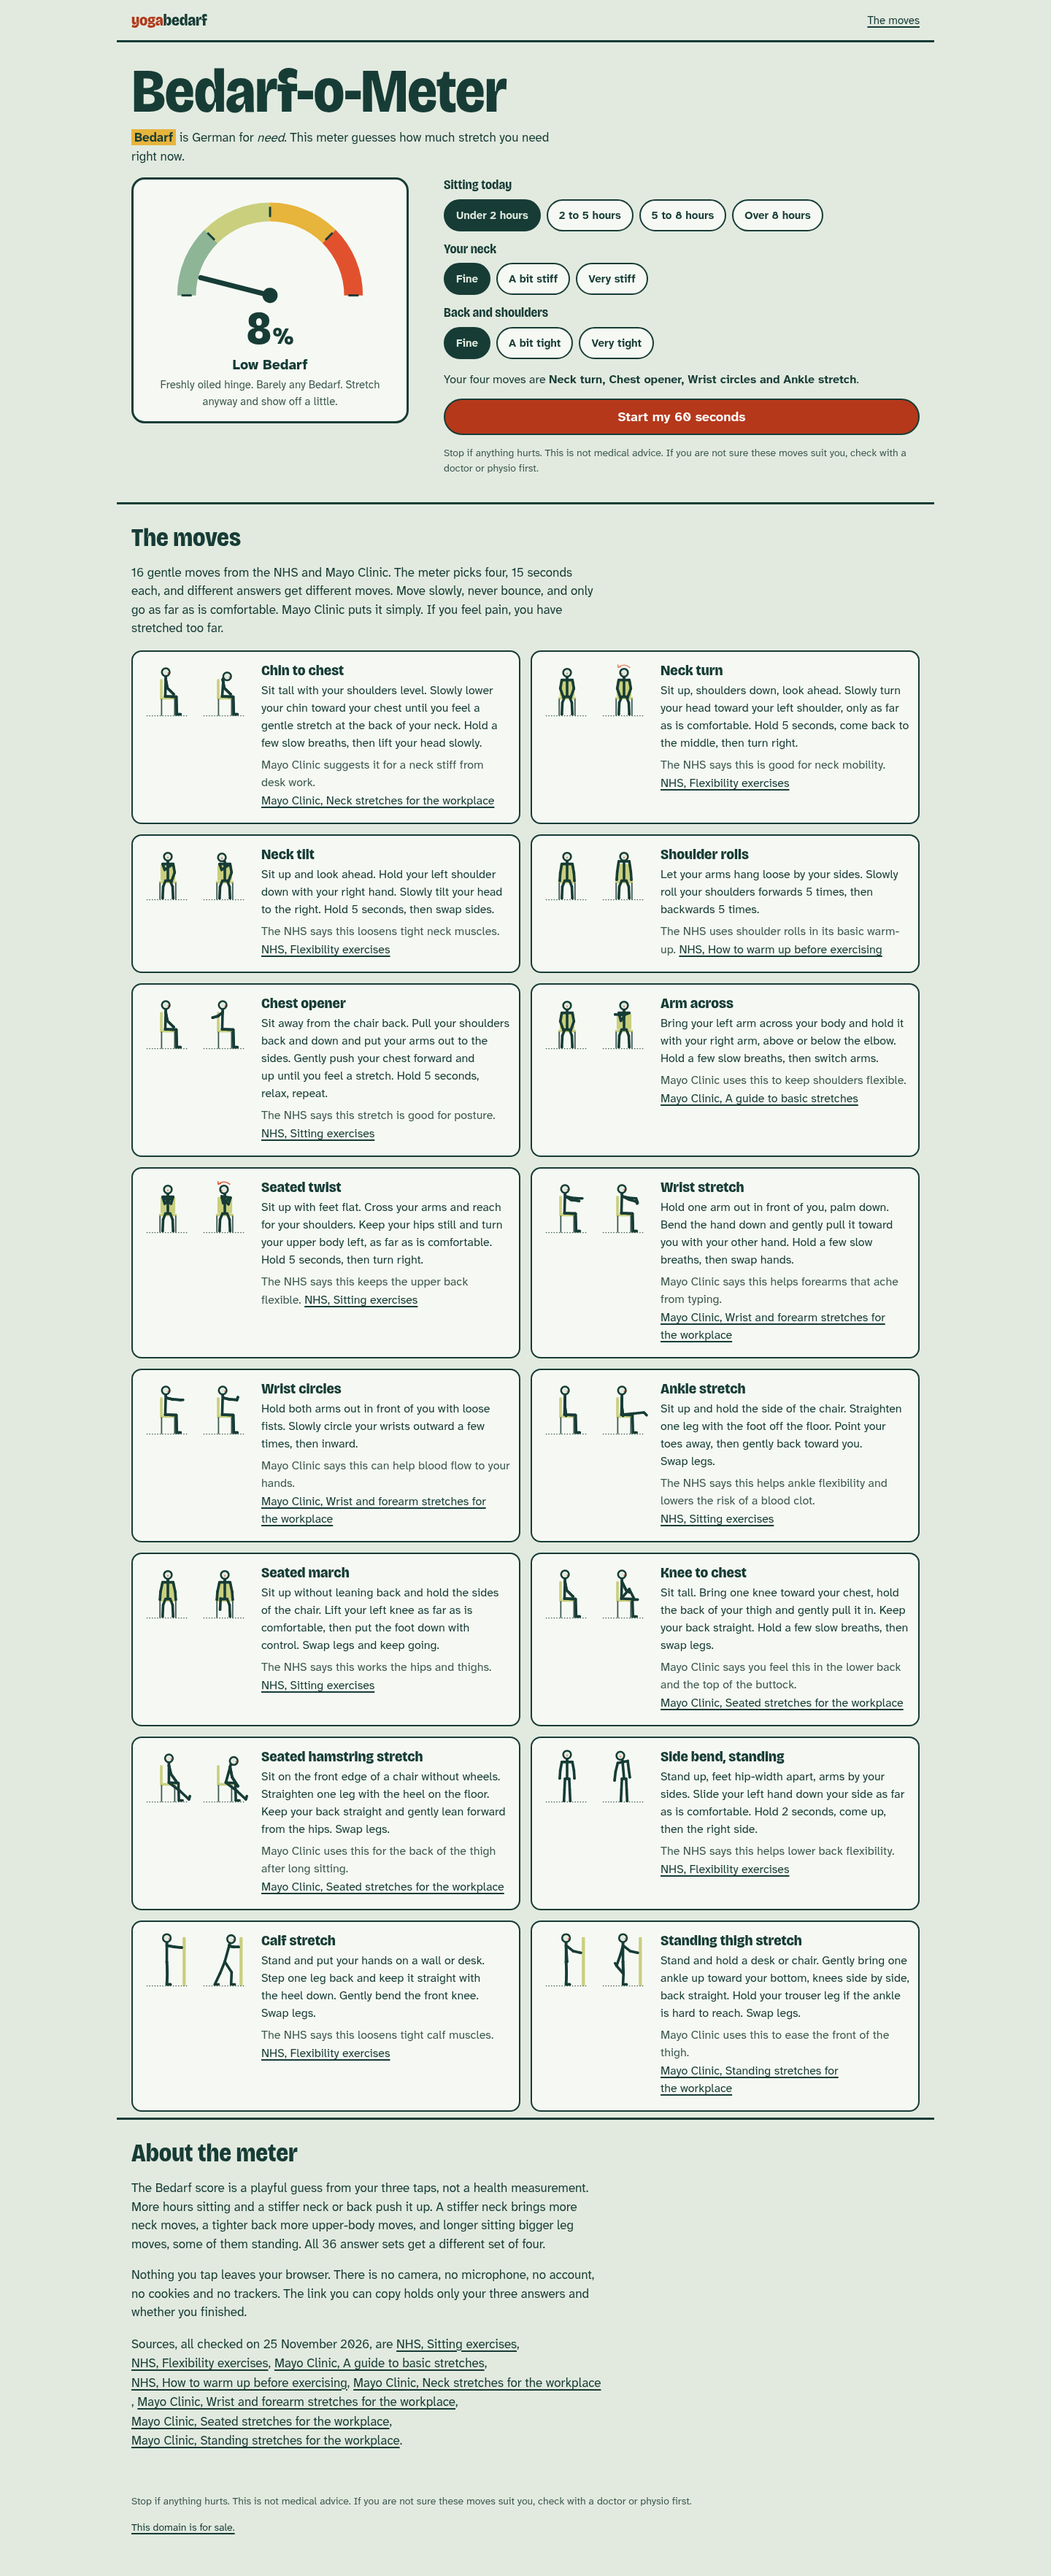 yogabedarf
The moves
Bedarf-o-Meter
Bedarf is German for need. This meter guesses how much stretch you need
right now.
8%
Low Bedarf
Freshly oiled hinge. Barely any Bedarf. Stretch
anyway and show off a little.
Sitting today
Under 2 hours
2 to 5 hours
5 to 8 hours
Over 8 hours
Your neck
Fine
A bit stiff
Very stiff
Back and shoulders
Fine
A bit tight
Very tight
Your four moves are Neck turn, Chest opener, Wrist circles and Ankle stretch.
Start my 60 seconds
Stop if anything hurts. This is not medical advice. If you are not sure these moves suit you, check with a
doctor or physio first.
The moves
16 gentle moves from the NHS and Mayo Clinic. The meter picks four, 15 seconds
each, and different answers get different moves. Move slowly, never bounce, and only
go as far as is comfortable. Mayo Clinic puts it simply. If you feel pain, you have
stretched too far.
Chin to chest
Sit tall with your shoulders level. Slowly lower
your chin toward your chest until you feel a
gentle stretch at the back of your neck. Hold a
few slow breaths, then lift your head slowly.
Mayo Clinic suggests it for a neck stiff from
desk work.
Mayo Clinic, Neck stretches for the workplace
Neck turn
Sit up, shoulders down, look ahead. Slowly turn
your head toward your left shoulder, only as far
as is comfortable. Hold 5 seconds, come back to
the middle, then turn right.
The NHS says this is good for neck mobility.
NHS, Flexibility exercises
Neck tilt
Sit up and look ahead. Hold your left shoulder
down with your right hand. Slowly tilt your head
to the right. Hold 5 seconds, then swap sides.
The NHS says this loosens tight neck muscles.
NHS, Flexibility exercises
Shoulder rolls
Let your arms hang loose by your sides. Slowly
roll your shoulders forwards 5 times, then
backwards 5 times.
The NHS uses shoulder rolls in its basic warm-
up. NHS, How to warm up before exercising
Chest opener
Sit away from the chair back. Pull your shoulders
back and down and put your arms out to the
sides. Gently push your chest forward and
up until you feel a stretch. Hold 5 seconds,
relax, repeat.
The NHS says this stretch is good for posture.
NHS, Sitting exercises
Arm across
Bring your left arm across your body and hold it
with your right arm, above or below the elbow.
Hold a few slow breaths, then switch arms.
Mayo Clinic uses this to keep shoulders flexible.
Mayo Clinic, A guide to basic stretches
Seated twist
Sit up with feet flat. Cross your arms and reach
for your shoulders. Keep your hips still and turn
your upper body left, as far as is comfortable.
Hold 5 seconds, then turn right.
The NHS says this keeps the upper back
flexible. NHS, Sitting exercises
Wrist stretch
Hold one arm out in front of you, palm down.
Bend the hand down and gently pull it toward
you with your other hand. Hold a few slow
breaths, then swap hands.
Mayo Clinic says this helps forearms that ache
from typing.
Mayo Clinic, Wrist and forearm stretches for
the workplace
Wrist circles
Hold both arms out in front of you with loose
fists. Slowly circle your wrists outward a few
times, then inward.
Mayo Clinic says this can help blood flow to your
hands.
Mayo Clinic, Wrist and forearm stretches for
the workplace
Ankle stretch
Sit up and hold the side of the chair. Straighten
one leg with the foot off the floor. Point your
toes away, then gently back toward you.
Swap legs.
The NHS says this helps ankle flexibility and
lowers the risk of a blood clot.
NHS, Sitting exercises
Seated march
Sit up without leaning back and hold the sides
of the chair. Lift your left knee as far as is
comfortable, then put the foot down with
control. Swap legs and keep going.
The NHS says this works the hips and thighs.
NHS, Sitting exercises
Knee to chest
Sit tall. Bring one knee toward your chest, hold
the back of your thigh and gently pull it in. Keep
your back straight. Hold a few slow breaths, then
swap legs.
Mayo Clinic says you feel this in the lower back
and the top of the buttock.
Mayo Clinic, Seated stretches for the workplace
Seated hamstring stretch
Sit on the front edge of a chair without wheels.
Straighten one leg with the heel on the floor.
Keep your back straight and gently lean forward
from the hips. Swap legs.
Mayo Clinic uses this for the back of the thigh
after long sitting.
Mayo Clinic, Seated stretches for the workplace
Side bend, standing
Stand up, feet hip-width apart, arms by your
sides. Slide your left hand down your side as far
as is comfortable. Hold 2 seconds, come up,
then the right side.
The NHS says this helps lower back flexibility.
NHS, Flexibility exercises
Calf stretch
Stand and put your hands on a wall or desk.
Step one leg back and keep it straight with
the heel down. Gently bend the front knee.
Swap legs.
The NHS says this loosens tight calf muscles.
NHS, Flexibility exercises
Standing thigh stretch
Stand and hold a desk or chair. Gently bring one
ankle up toward your bottom, knees side by side,
back straight. Hold your trouser leg if the ankle
is hard to reach. Swap legs.
Mayo Clinic uses this to ease the front of the
thigh.
Mayo Clinic, Standing stretches for
the workplace
About the meter
The Bedarf score is a playful guess from your three taps, not a health measurement.
More hours sitting and a stiffer neck or back push it up. A stiffer neck brings more
neck moves, a tighter back more upper-body moves, and longer sitting bigger leg
moves, some of them standing. All 36 answer sets get a different set of four.
Nothing you tap leaves your browser. There is no camera, no microphone, no account,
no cookies and no trackers. The link you can copy holds only your three answers and
whether you finished.
Sources, all checked on 25 November 2026, are NHS, Sitting exercises,
NHS, Flexibility exercises, Mayo Clinic, A guide to basic stretches,
NHS, How to warm up before exercising, Mayo Clinic, Neck stretches for the workplace
, Mayo Clinic, Wrist and forearm stretches for the workplace,
Mayo Clinic, Seated stretches for the workplace,
Mayo Clinic, Standing stretches for the workplace.
Stop if anything hurts. This is not medical advice. If you are not sure these moves suit you, check with a doctor or physio first.
This domain is for sale.